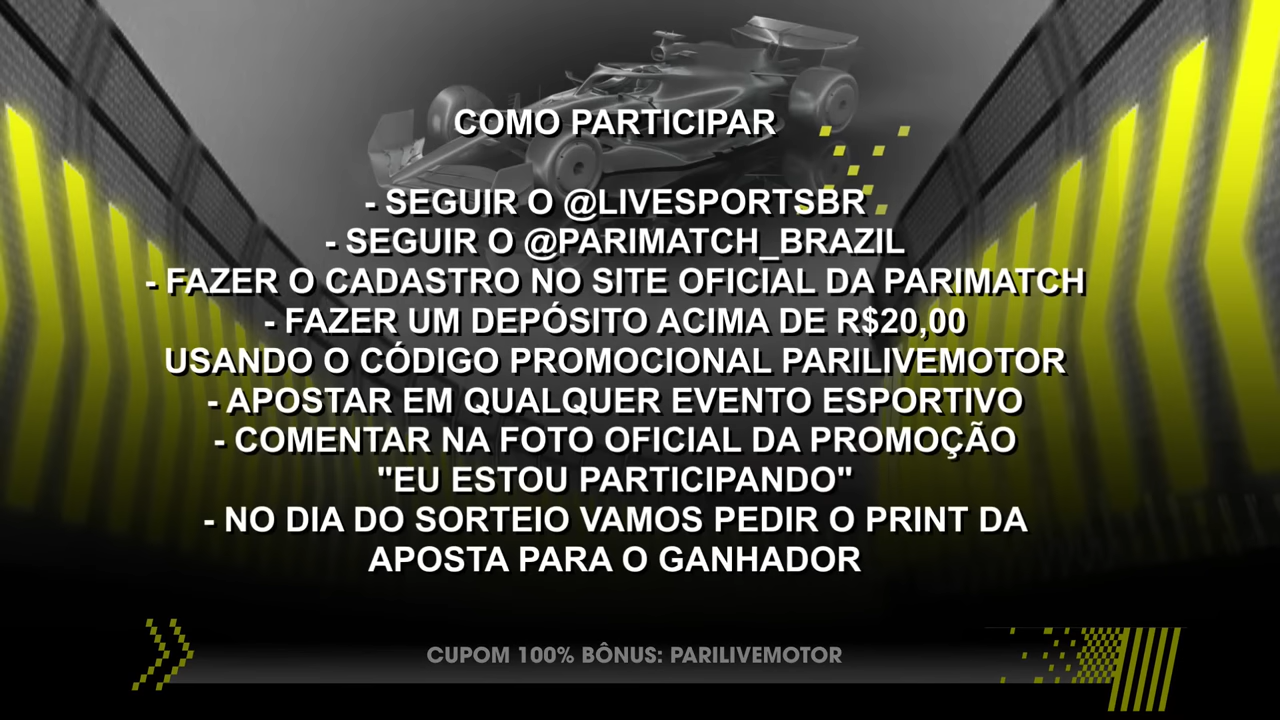 COMO PARTICIPAR
- SEGUIR O @LIVESPORTSBR
- SEGUIR O @PARIMATCH_BRAZIL
- FAZER O CADASTRO NO SITE OFICIAL DA PARIMATCH
- FAZER UM DEPÓSITO ACIMA DE R$20,00
USANDO O CÓDIGO PROMOCIONAL PARILIVEMOTOR
- APOSTAR EM QUALQUER EVENTO ESPORTIVO
- COMENTAR NA FOTO OFICIAL DA PROMOÇÃO
"EU ESTOU PARTICIPANDO"
- NO DIA DO SORTEIO VAMOS PEDIR O PRINT DA
APOSTA PARA O GANHADOR
CUPOM 100% BÔNUS: PARILIVEMOTOR